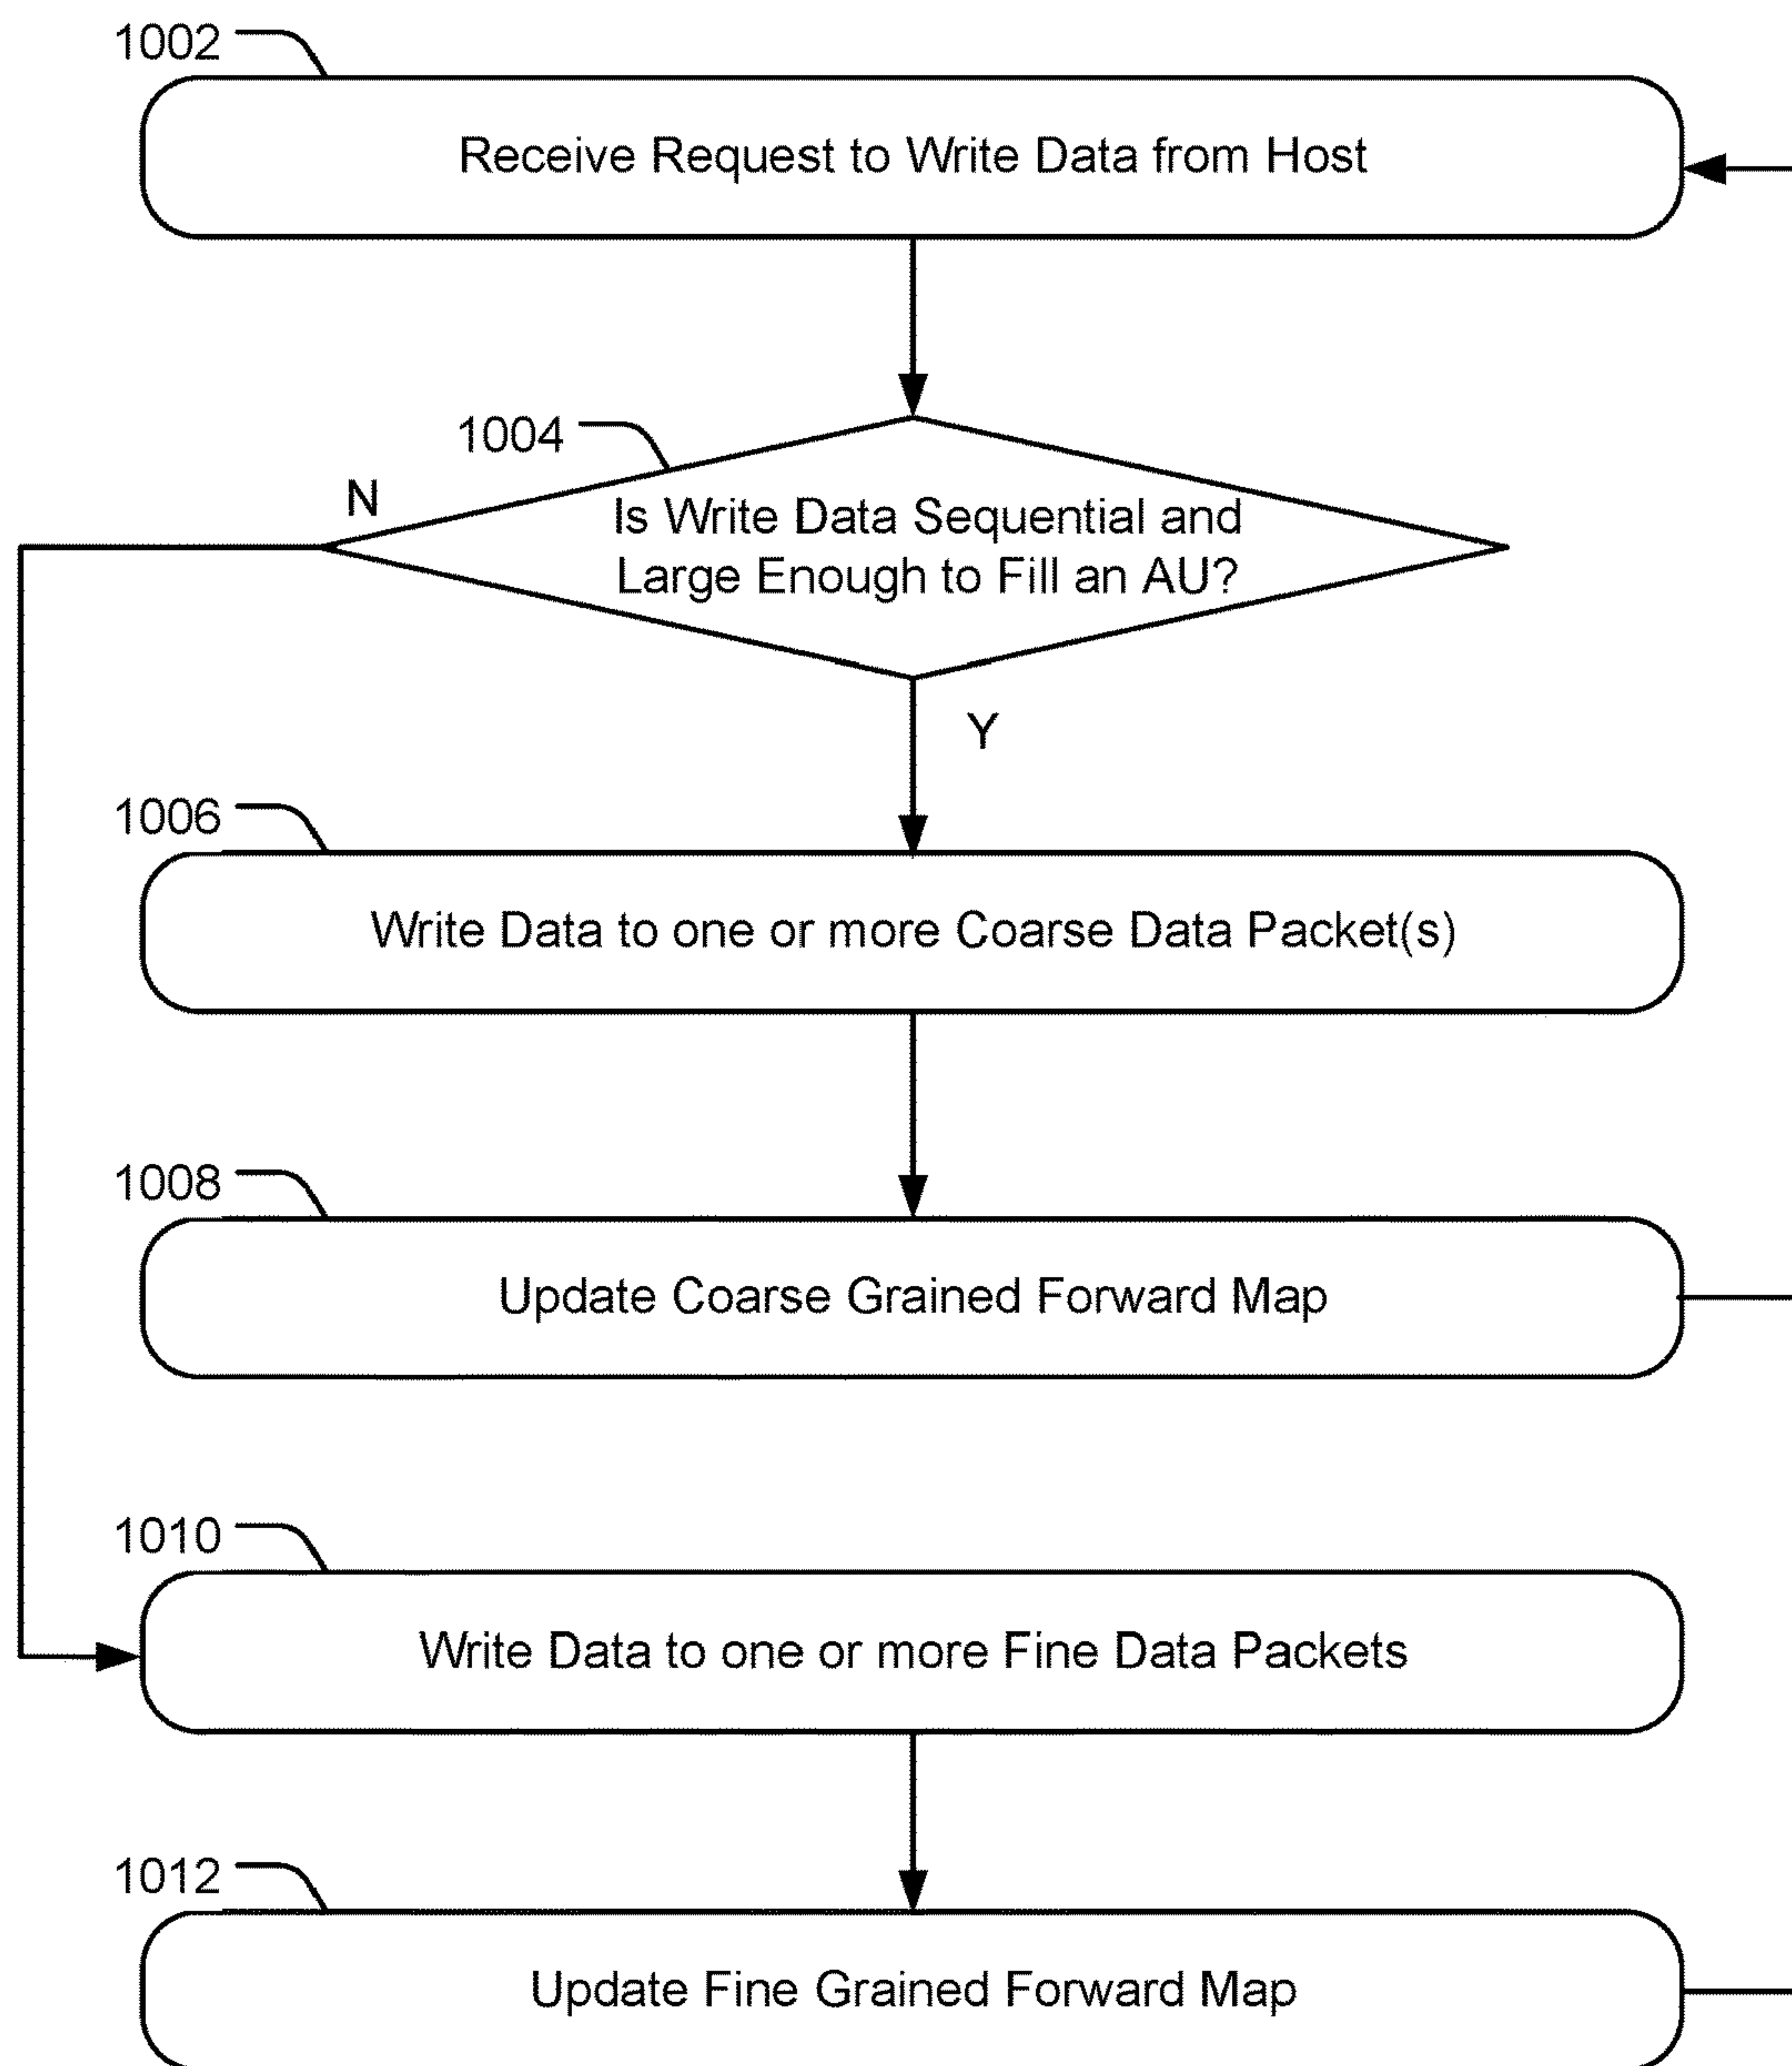 1002
Receive Request to Write Data from Host
1004
N
Is Write Data Sequential and
Large Enough to Fill an AU?
Y
1006
Write Data to one or more Coarse Data Packet(s)
1008
Update Coarse Grained Forward Map
1010
Write Data to one or more Fine Data Packets
1012
Update Fine Grained Forward Map